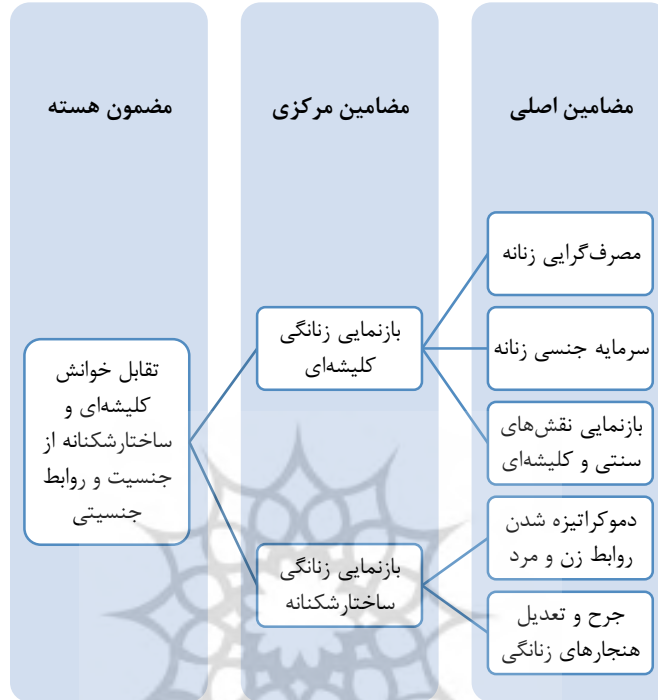 مضامین اصلی
مضامین مرکزی
مضمون هسته
مصرف‌گرایی زنانه
سرمایه جنسی زنانه
بازنمایی نقش‌های
سنتی و کلیشه‌ای
دموکراتیزه شدن
روابط زن و مرد
جرح و تعدیل
هنجارهای زنانگی
بازنمایی زنانگی
کلیشه‌ای
بازنمایی زنانگی
ساختارشکنانه
تقابل خوانش
کلیشه‌ای و
ساختارشکنانه از
جنسیت و روابط
جنسیتی